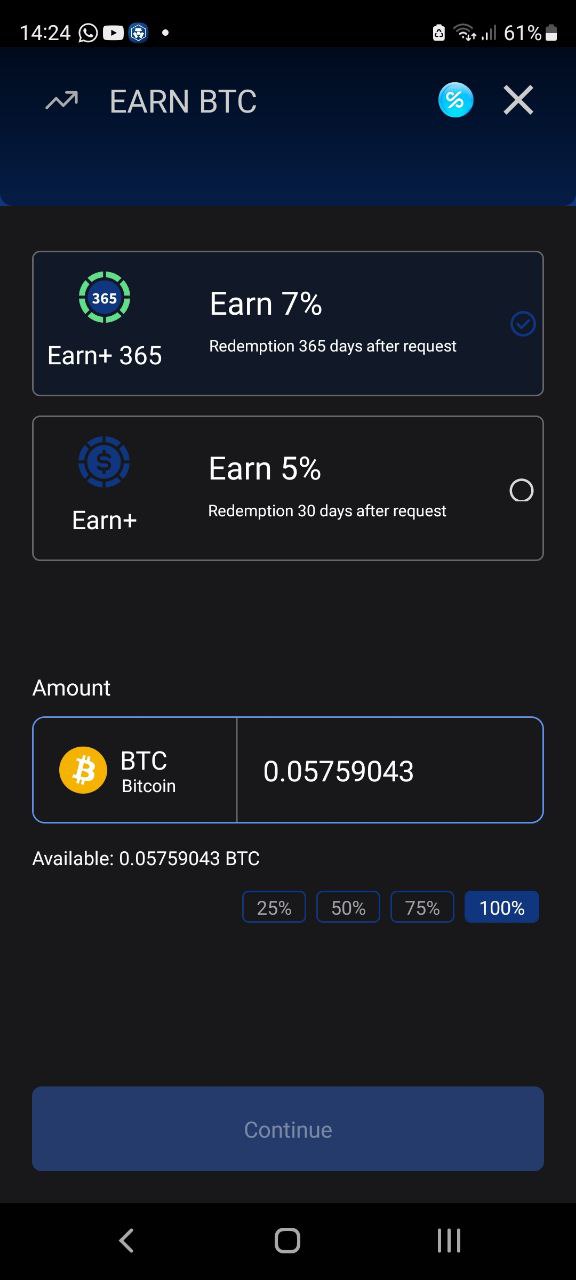 14:24 61%
EARN BTC
365
Earn 7%
Earn+ 365
Redemption 365 days after request
Earn 5%
Earn+
Redemption 30 days after request
Amount
BTC
Bitcoin
0.05759043
Available: 0.05759043 BTC
25% 50% 75% 100%
Continue